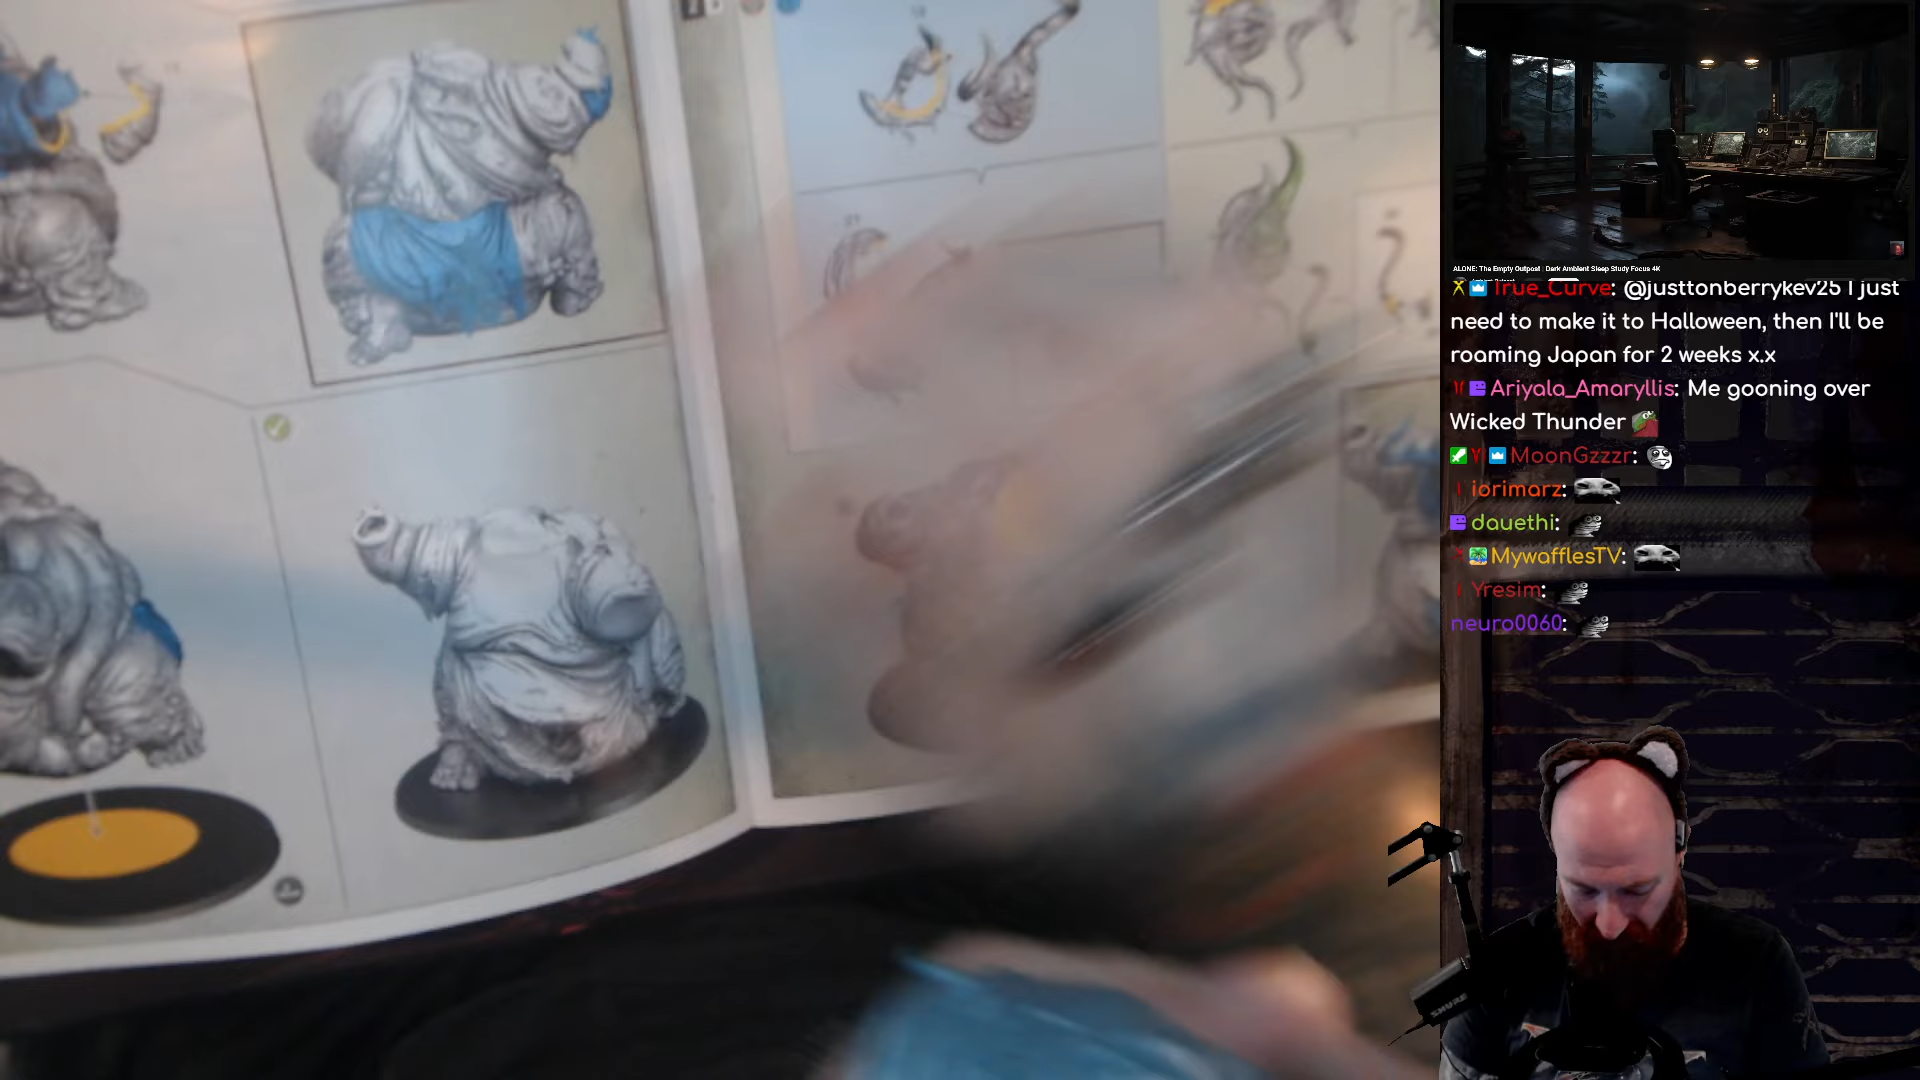 ALONE: The Empty Outpost | Dark Ambient Sleep Study Focus 4K
True_Curve: @justtonberrykev25 I just
need to make it to Halloween, then I'll be
roaming Japan for 2 weeks x.x
Ariyala_Amaryllis: Me gooning over
Wicked Thunder
MoonGzzzr:
iorimarz:
dauethi:
MywafflesTV:
Yresim:
neuro0060:
SHURE